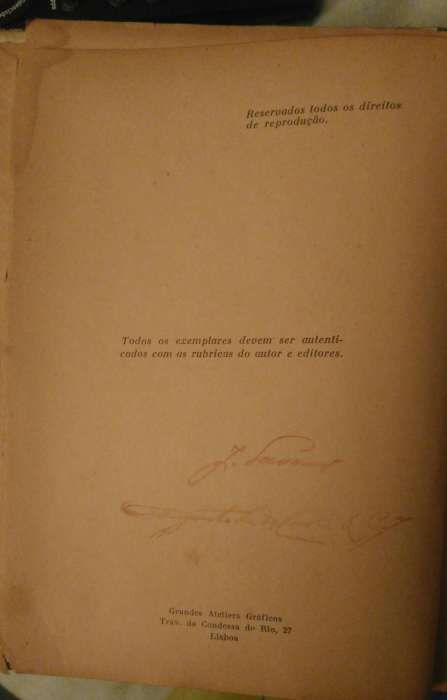 Reservados todos os direitos
de reprodução.
Todos os exemplares devem ser autenti-
cados com as rubricas do autor e editores.
Grandes Ateliers Gráficos
Trav. da Condessa do Rio, 27
Lisboa